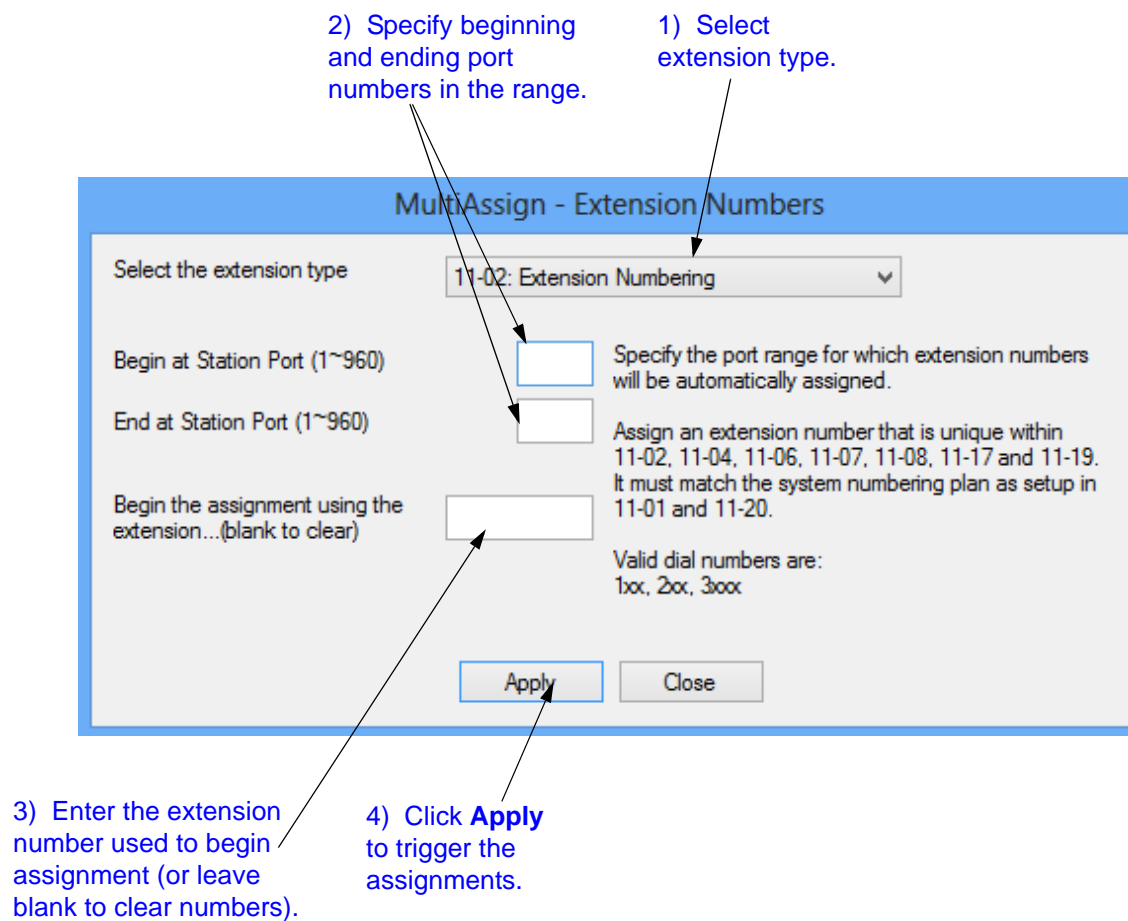 2) Specify beginning
and ending port
numbers in the range.
1) Select
extension type.
MultiAssign - Extension Numbers
Select the extension type
11-02: Extension Numbering
Begin at Station Port (1~960)
End at Station Port (1~960)
Begin the assignment using the
extension...(blank to clear)
Specify the port range for which extension numbers
will be automatically assigned.
Assign an extension number that is unique within
11-02, 11-04, 11-06, 11-07, 11-08, 11-17 and 11-19.
It must match the system numbering plan as setup in
11-01 and 11-20.
Valid dial numbers are:
1xx, 2xx, 3xxx
Apply
Close
3) Enter the extension
number used to begin
assignment (or leave
blank to clear numbers).
4) Click Apply
to trigger the
assignments.